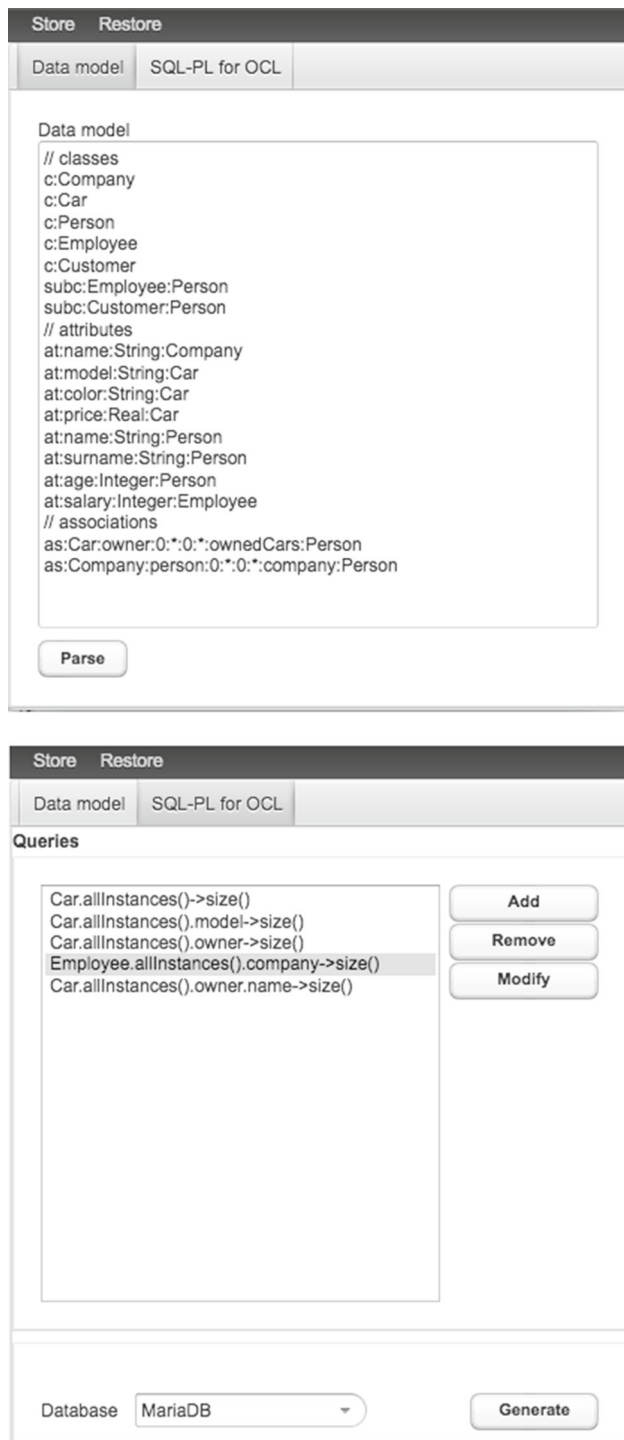 Store Restore
Data model SQL-PL for OCL
Data model
// classes
c:Company
c:Car
c:Person
c:Employee
c:Customer
subc:Employee:Person
subc:Customer:Person
// attributes
at:name:String:Company
at:model:String:Car
at:color:String:Car
at:price:Real:Car
at:name:String:Person
at:surname:String:Person
at:age:Integer:Person
at:salary:Integer:Employee
// associations
as:Car:owner:0:*:0:*:ownedCars:Person
as:Company:person:0:*:0:*:company:Person
Parse
Store Restore
Data model SQL-PL for OCL
Queries
Car.allInstances()->size()
Car.allInstances().model->size()
Car.allInstances().owner->size()
Employee.allInstances().company->size()
Car.allInstances().owner.name->size()
Add
Remove
Modify
Database MariaDB Generate